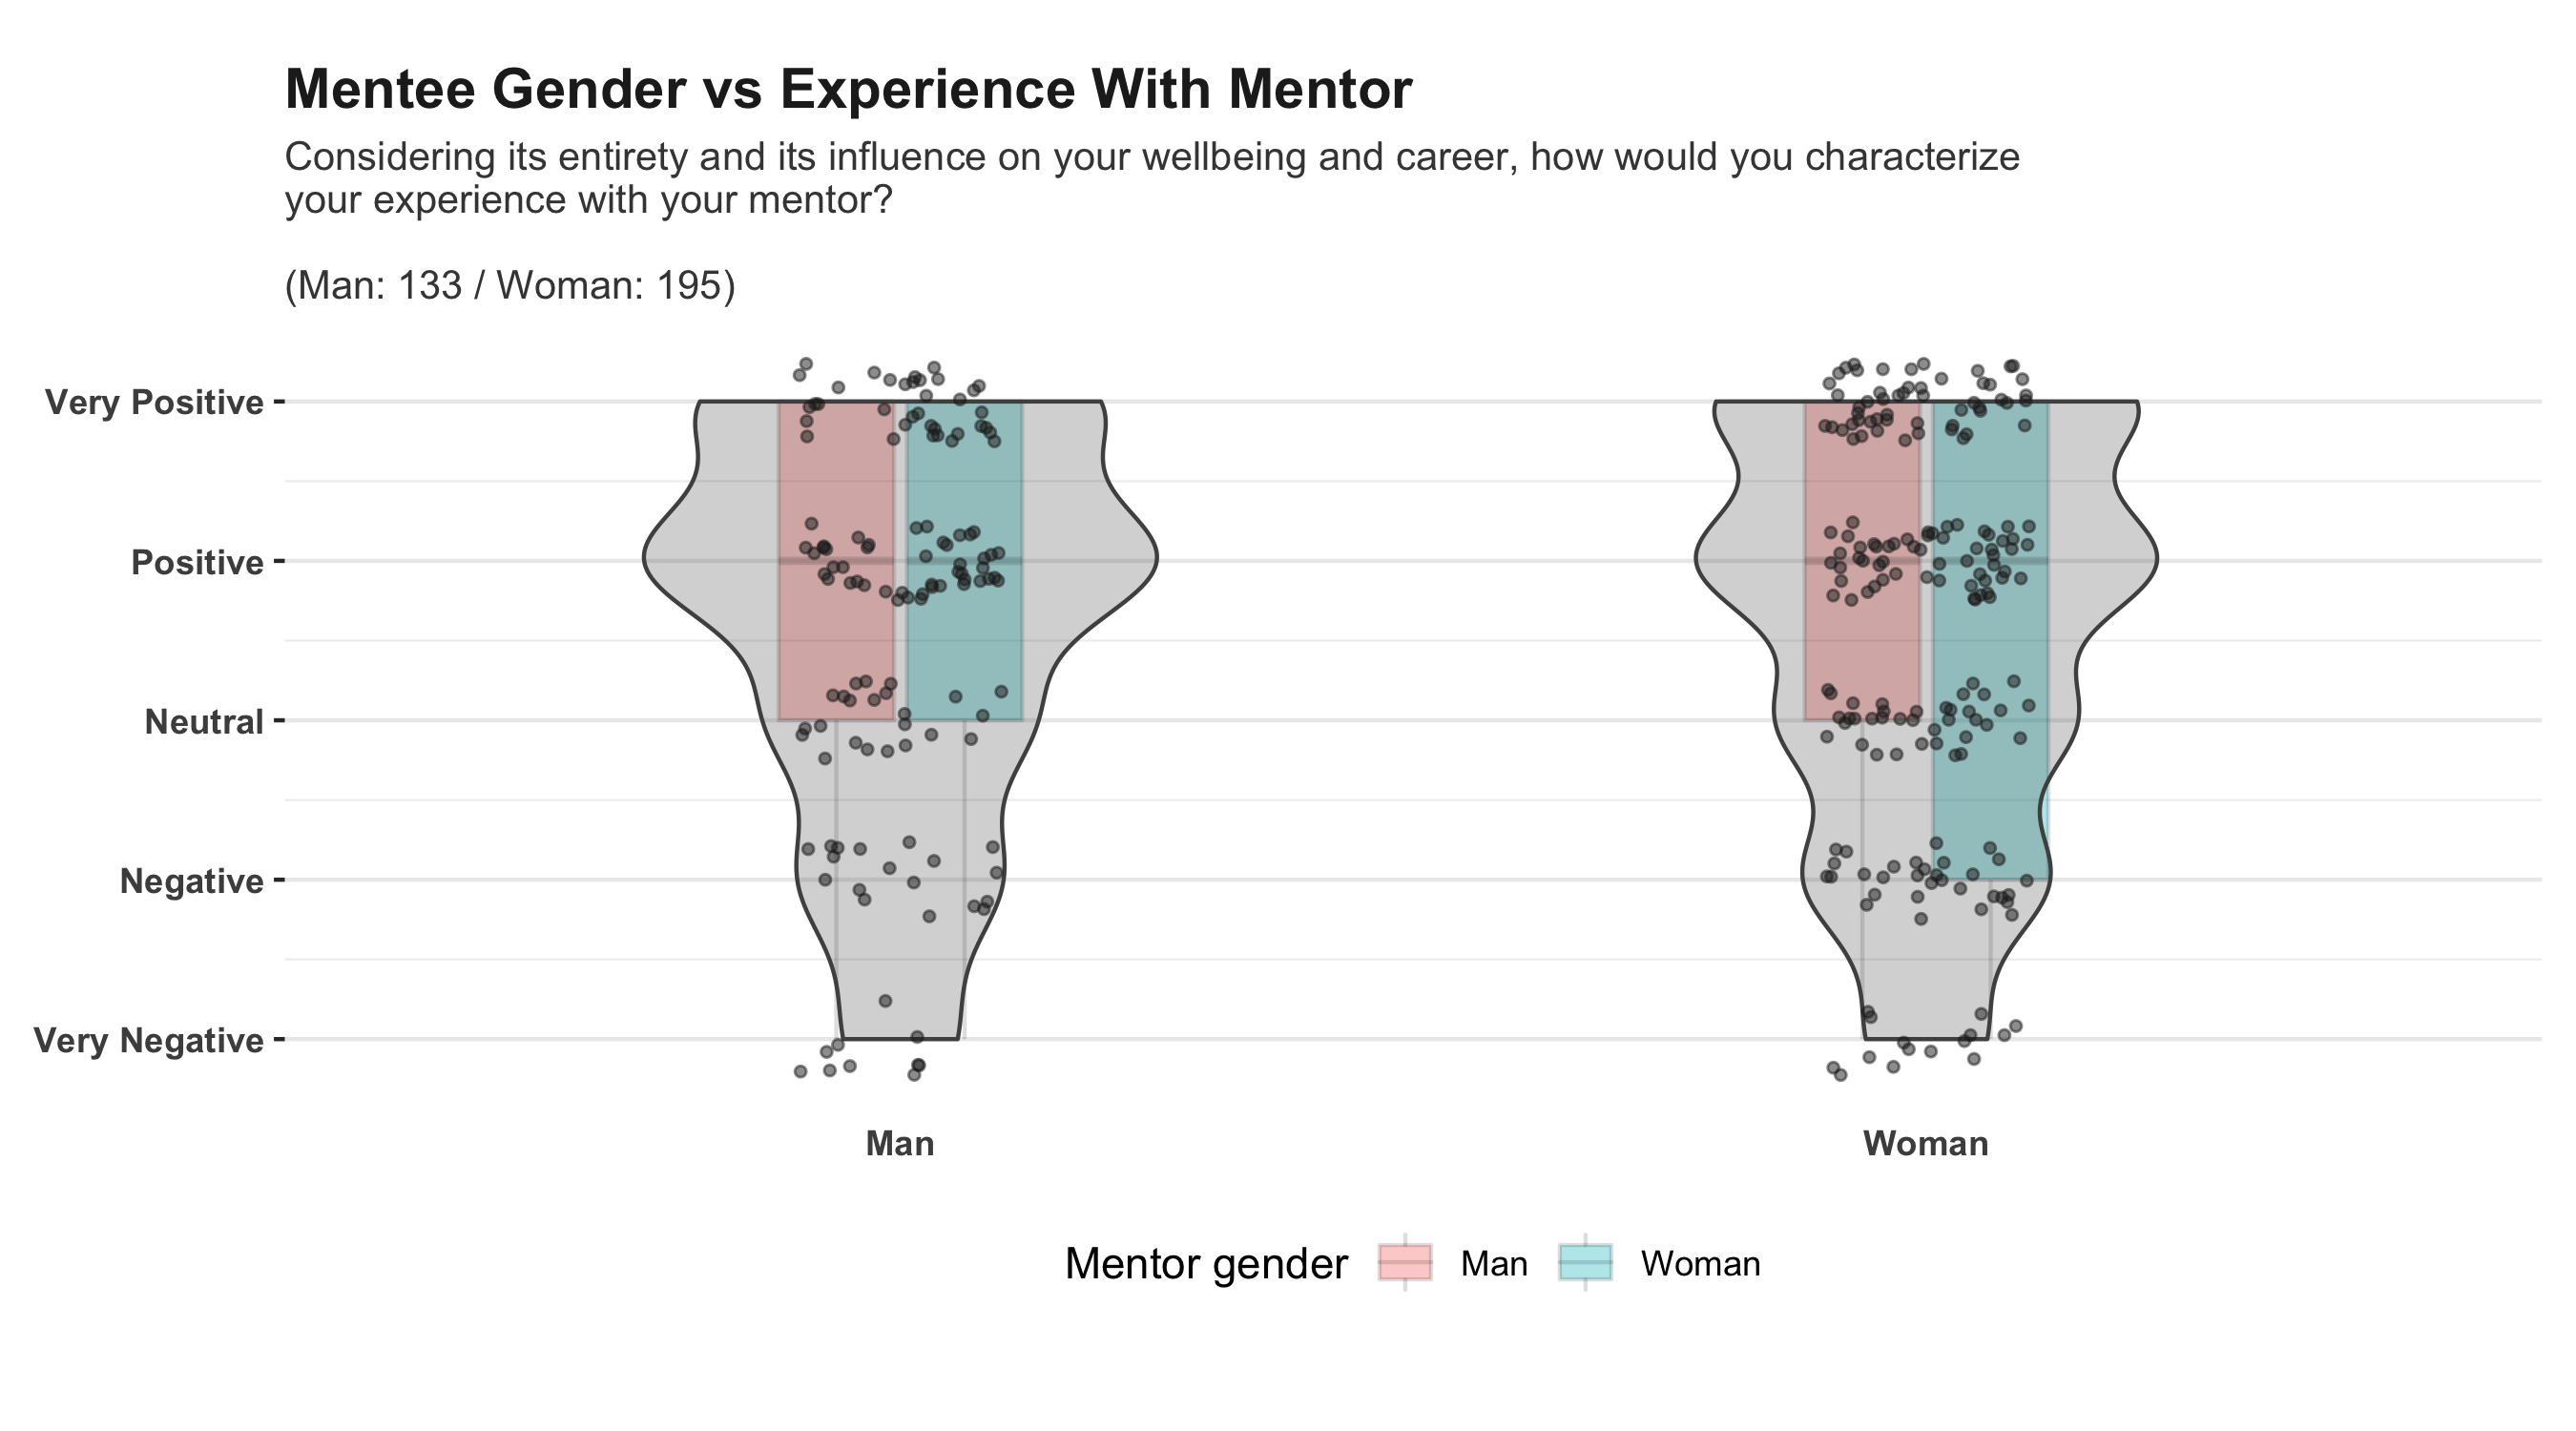 Mentee Gender vs Experience With Mentor
Considering its entirety and its influence on your wellbeing and career, how would you characterize
your experience with your mentor?
(Man: 133 / Woman: 195)
Very Positive
Positive
Neutral
Negative
Very Negative
Man
Woman
Mentor gender
Man
Woman